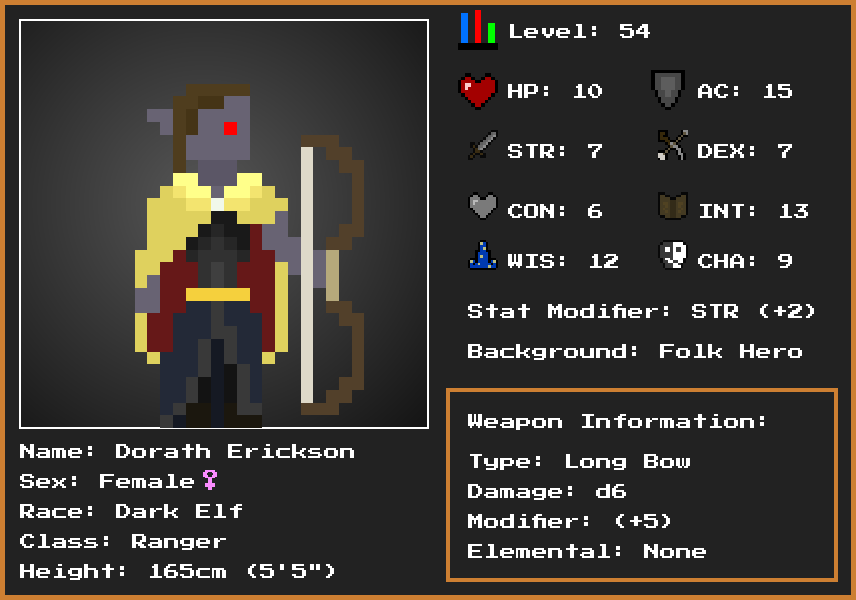 Level: 54
HP: 10 AC: 15
STR: 7 DEX: 7
CON: 6 INT: 13
WIS: 12 CHA: 9
Stat Modifier: STR (+2)
Background: Folk Hero
Weapon Information:
Type: Long Bow
Damage: d6
Modifier: (+5)
Elemental: None
Name: Dorath Erickson
Sex: Female♀
Race: Dark Elf
Class: Ranger
Height: 165cm (5'5")